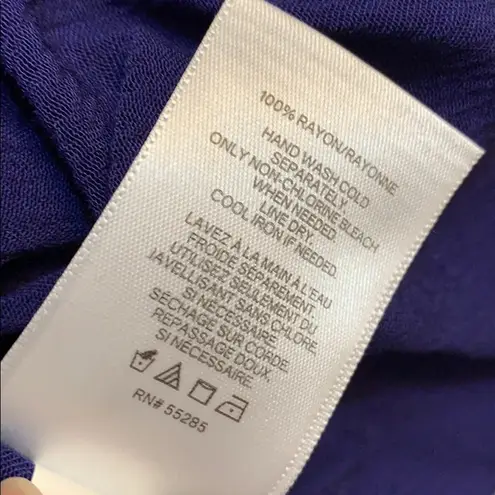 100% RAYON/RAYONNE
HAND WASH COLD
SEPARATELY.
ONLY NON-CHLORINE BLEACH
WHEN NEEDED.
LINE DRY.
COOL IRON IF NEEDED.
LAVEZ À LA MAIN À L'EAU
FROIDE SÉPARÉMENT.
UTILISEZ SEULEMENT DU
JAVELLISANT SANS CHLORE,
SI NÉCESSAIRE.
SECHAGE SUR CORDE.
REPASSAGE DOUX,
SI NÉCESSAIRE.
RN# 55285